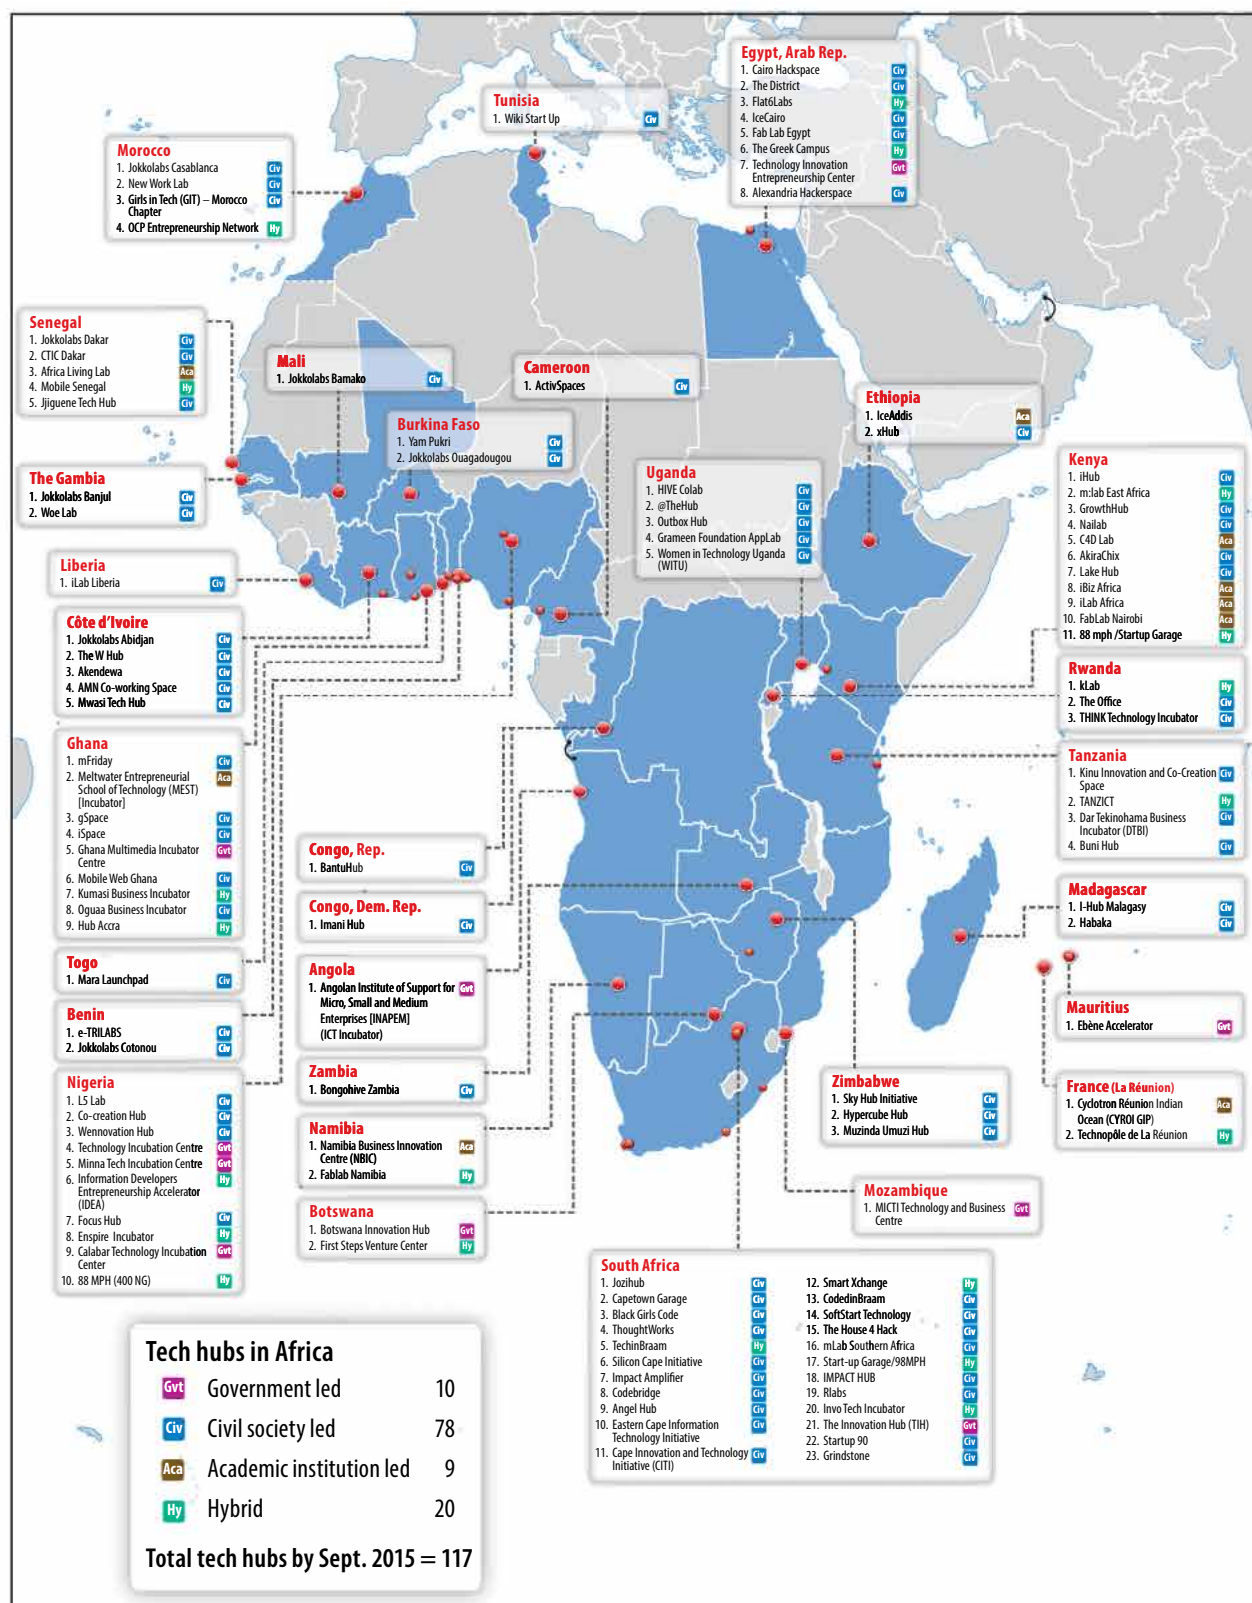 Egypt, Arab Rep.
1. Cairo Hackspace Civ
2. The District Civ
3. Flat6Labs Hy
4. IceCairo Civ
5. Fab Lab Egypt Civ
6. The Greek Campus Hy
7. Technology Innovation Gvt
Entrepreneurship Center
8. Alexandria Hackerspace Civ
Tunisia
1. Wiki Start Up Civ
Morocco
1. Jokkolabs Casablanca Civ
2. New Work Lab Civ
3. Girls in Tech (GIT) – Morocco Civ
Chapter
4. OCP Entrepreneurship Network Hy
Senegal
1. Jokkolabs Dakar Civ
2. CTIC Dakar Civ
3. Africa Living Lab Aca
4. Mobile Senegal Hy
5. Jjiguene Tech Hub Civ
Mali
1. Jokkolabs Bamako Civ
Cameroon
1. ActivSpaces Civ
Burkina Faso
1. Yam Pukri Civ
2. Jokkolabs Ouagadougou Civ
Ethiopia
1. IceAddis Aca
2. xHub Civ
Uganda
1. HIVE Colab Civ
2. @TheHub Civ
3. Outbox Hub Civ
4. Grameen Foundation AppLab Civ
5. Women in Technology Uganda Civ
(WITU)
Kenya
1. iHub Civ
2. m:lab East Africa Hy
3. GrowthHub Civ
4. Nailab Civ
5. C4D Lab Aca
6. AkiraChix Civ
7. Lake Hub Civ
8. iBiz Africa Aca
9. iLab Africa Aca
10. FabLab Nairobi Aca
11. 88 mph /Startup Garage Hy
The Gambia
1. Jokkolabs Banjul Civ
2. Woe Lab Civ
Liberia
1. iLab Liberia Civ
Côte d'Ivoire
1. Jokkolabs Abidjan Civ
2. The W Hub Civ
3. Akendewa Civ
4. AMN Co-working Space Civ
5. Mwasi Tech Hub Civ
Rwanda
1. kLab Hy
2. The Office Civ
3. THINK Technology Incubator Civ
Ghana
1. mFriday Civ
2. Meltwater Entrepreneurial Aca
School of Technology (MEST)
[Incubator]
3. gSpace Civ
4. iSpace Civ
5. Ghana Multimedia Incubator Gvt
Centre
6. Mobile Web Ghana Civ
7. Kumasi Business Incubator Hy
8. Oguaa Business Incubator Civ
9. Hub Accra Hy
Tanzania
1. Kinu Innovation and Co-Creation Civ
Space
2. TANZICT Hy
3. Dar Tekinohama Business Civ
Incubator (DTBI)
4. Buni Hub Civ
Congo, Rep.
1. BantuHub Civ
Congo, Dem. Rep.
1. Imani Hub Civ
Madagascar
1. I-Hub Malagasy Civ
2. Habaka Civ
Togo
1. Mara Launchpad Civ
Angola
1. Angolan Institute of Support for Gvt
Micro, Small and Medium
Enterprises [INAPEM]
(ICT Incubator)
Benin
1. e-TRILABS Civ
2. Jokkolabs Cotonou Civ
Mauritius
1. Ebène Accelerator Gvt
Zambia
1. Bongohive Zambia Civ
Nigeria
1. L5 Lab Civ
2. Co-creation Hub Civ
3. Wennovation Hub Civ
4. Technology Incubation Centre Gvt
5. Minna Tech Incubation Centre Gvt
6. Information Developers Hy
Entrepreneurship Accelerator
(IDEA)
7. Focus Hub Civ
8. Enspire Incubator Hy
9. Calabar Technology Incubation Gvt
Center
10. 88 MPH (400 NG) Hy
Zimbabwe
1. Sky Hub Initiative Civ
2. Hypercube Hub Civ
3. Muzinda Umuzi Hub Civ
France (La Réunion)
1. Cyclotron Réunion Indian Aca
Ocean (CYROI GIP)
2. Technopôle de La Réunion Hy
Namibia
1. Namibia Business Innovation Aca
Centre (NBIC)
2. Fablab Namibia Hy
Mozambique
1. MICTI Technology and Business Gvt
Centre
Botswana
1. Botswana Innovation Hub Gvt
2. First Steps Venture Center Hy
South Africa
1. Jozihub Civ
2. Capetown Garage Civ
3. Black Girls Code Civ
4. ThoughtWorks Civ
5. TechinBraam Hy
6. Silicon Cape Initiative Civ
7. Impact Amplifier Civ
8. Codebridge Civ
9. Angel Hub Civ
10. Eastern Cape Information Civ
Technology Initiative
11. Cape Innovation and Technology Civ
Initiative (CITI)
12. Smart Xchange Hy
13. CodedinBraam Civ
14. SoftStart Technology Civ
15. The House 4 Hack Civ
16. mLab Southern Africa Civ
17. Start-up Garage/98MPH Hy
18. IMPACT HUB Civ
19. Rlabs Civ
20. Invo Tech Incubator Hy
21. The Innovation Hub (TIH) Gvt
22. Startup 90 Civ
23. Grindstone Civ
Tech hubs in Africa
Gvt Government led 10
Civ Civil society led 78
Aca Academic institution led 9
Hy Hybrid 20
Total tech hubs by Sept. 2015 = 117